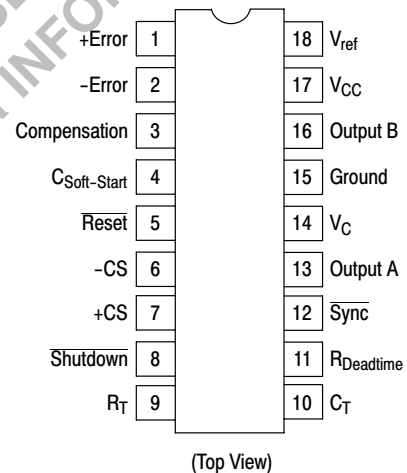 +Error 1 18 Vref
−Error 2 17 VCC
Compensation 3 16 Output B
CSoft−Start 4 15 Ground
Reset 5 14 VC
−CS 6 13 Output A
+CS 7 12 Sync
Shutdown 8 11 RDeadtime
RT 9 10 CT
(Top View)